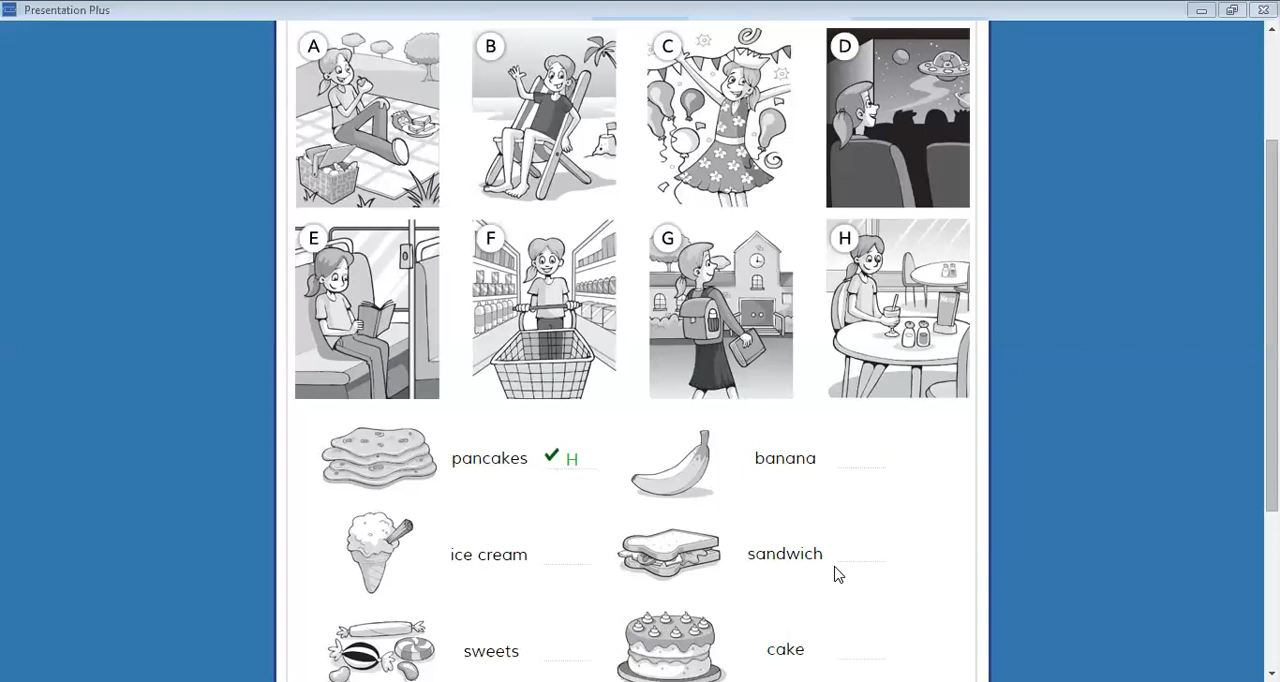 Presentation Plus
A
B
C
D
E
F
G
H
pancakes ✔ H
banana
ice cream
sandwich
sweets
cake